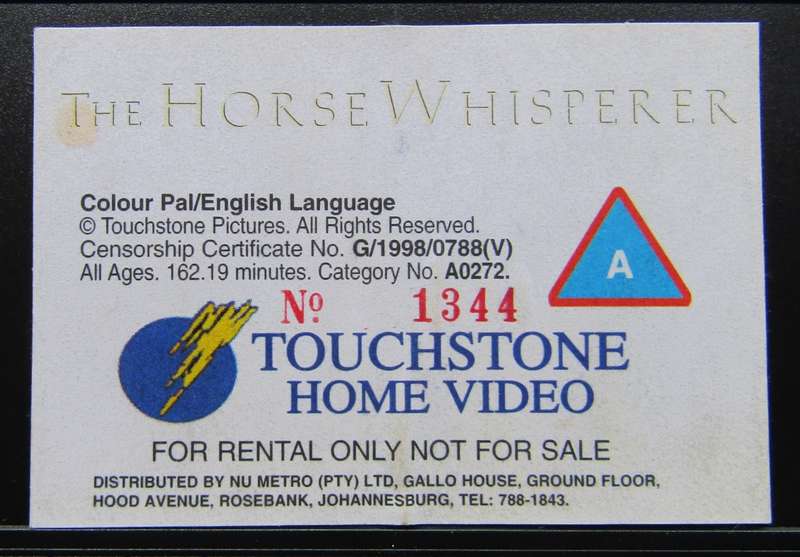 The Horse Whisperer
Colour Pal/English Language
© Touchstone Pictures. All Rights Reserved.
Censorship Certificate No. G/1998/0788(V)
All Ages. 162.19 minutes. Category No. A0272.
A
Nº 1344
TOUCHSTONE
HOME VIDEO
FOR RENTAL ONLY NOT FOR SALE
DISTRIBUTED BY NU METRO (PTY) LTD, GALLO HOUSE, GROUND FLOOR,
HOOD AVENUE, ROSEBANK, JOHANNESBURG, TEL: 788-1843.